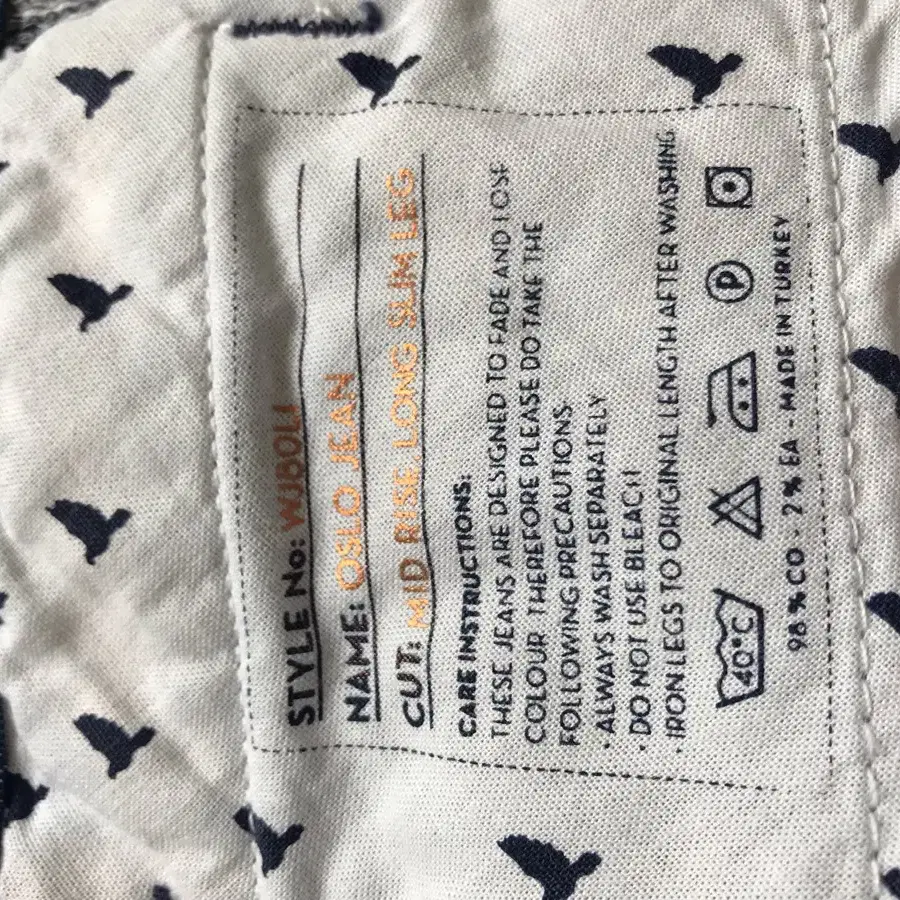 STYLE No: WJBOLI
NAME: OSLO JEAN
CUT: MID RISE. LONG SLIM LEG
CARE INSTRUCTIONS:
THESE JEANS ARE DESIGNED TO FADE AND LOSE
COLOUR THEREFORE PLEASE DO TAKE THE
FOLLOWING PRECAUTIONS:
· ALWAYS WASH SEPARATELY
· DO NOT USE BLEACH
· IRON LEGS TO ORIGINAL LENGTH AFTER WASHING
40°C P
98% CO - 2% EA - MADE IN TURKEY